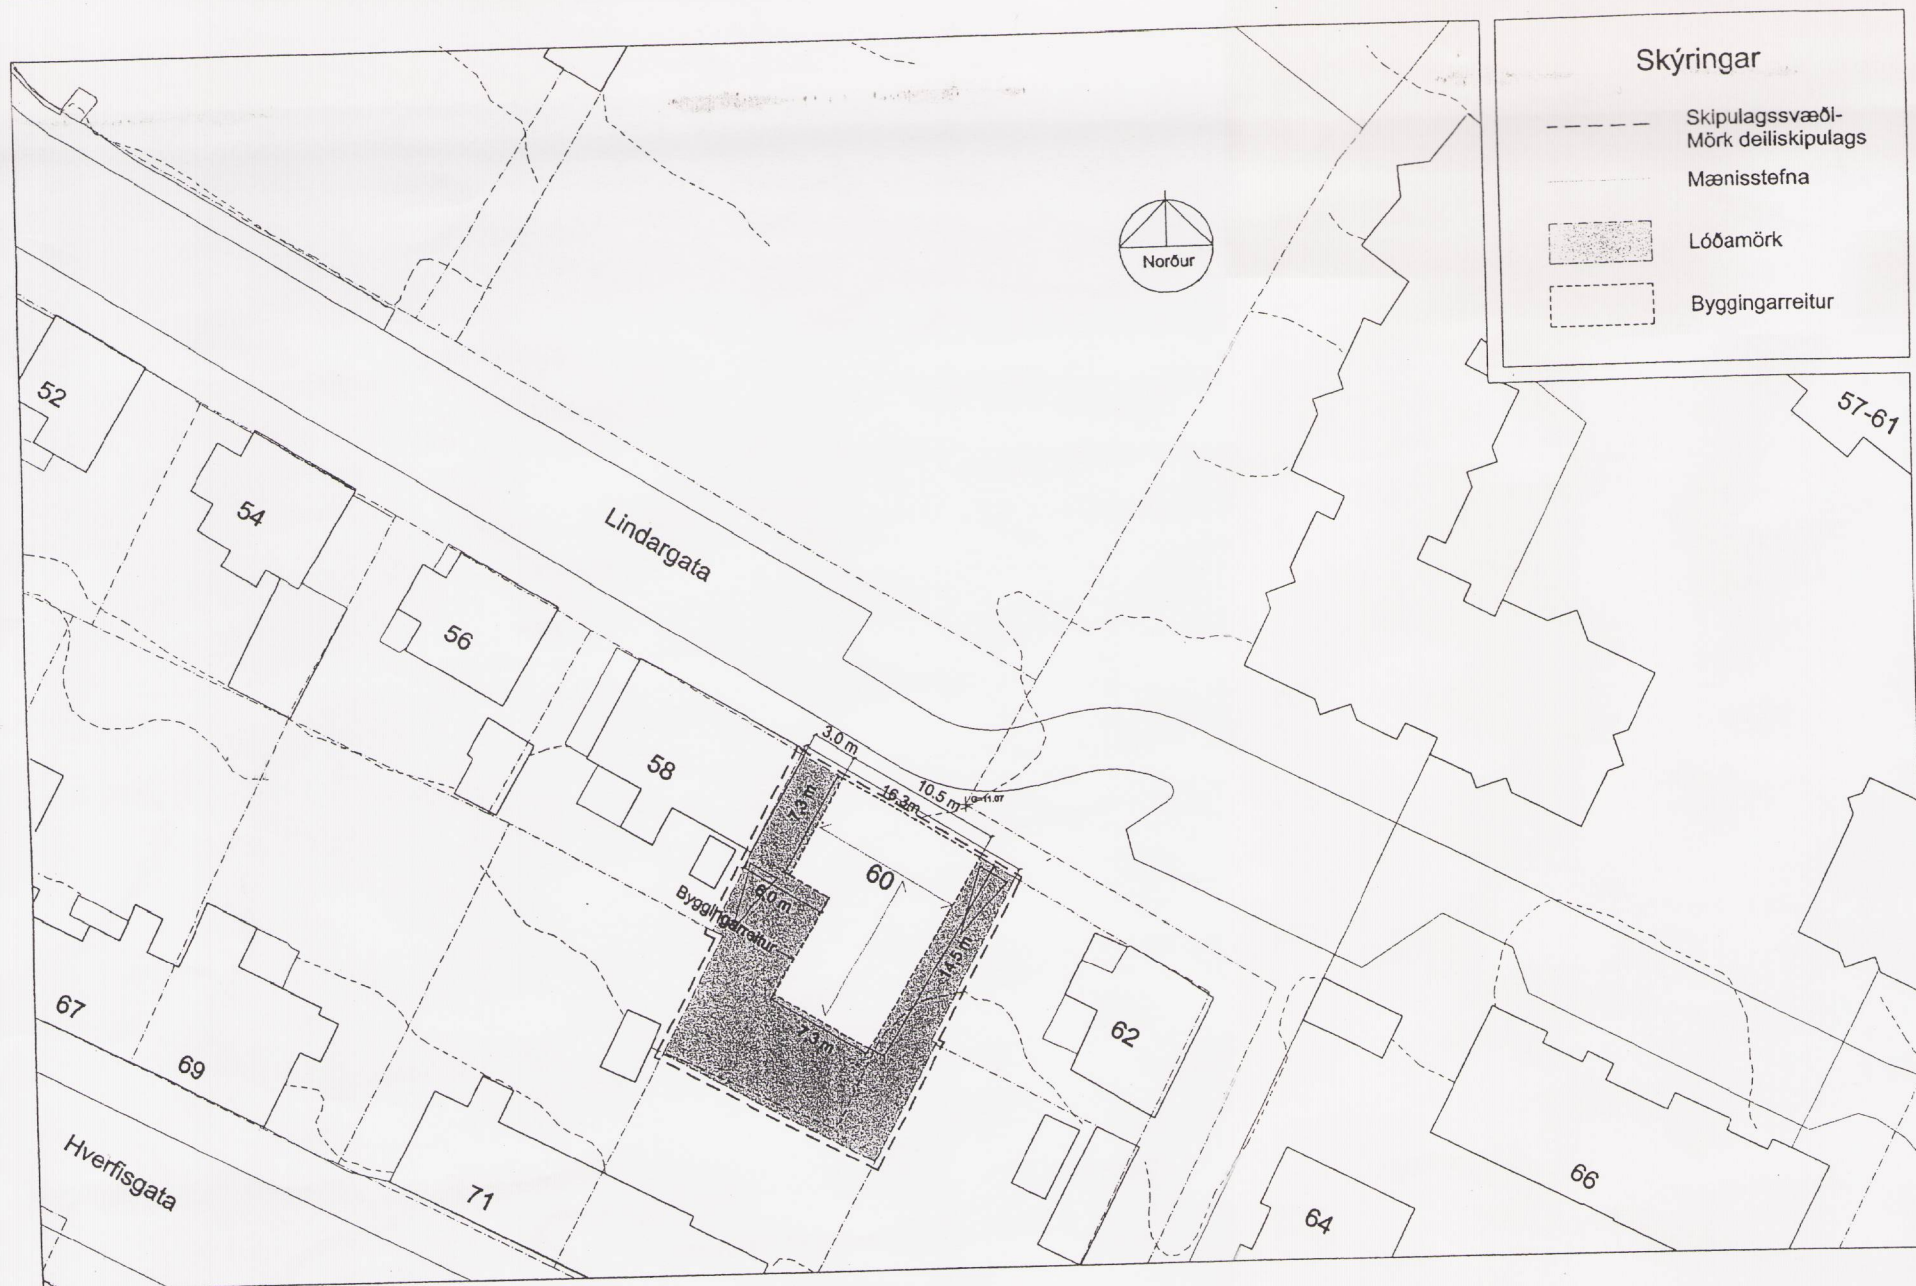 Skýringar
Skipulagssvæði-
Mörk deiliskipulags
Mænisstefna
Lóðamörk
Byggingarreitur
Norður
57-61
52
54
Lindargata
56
58
3.0 m
7.3 m
16.3m
10.5 m
G=11.07
60
6.0 m
Byggingarreitur
14.5 m
7.3 m
62
67
69
Hverfisgata
71
66
64